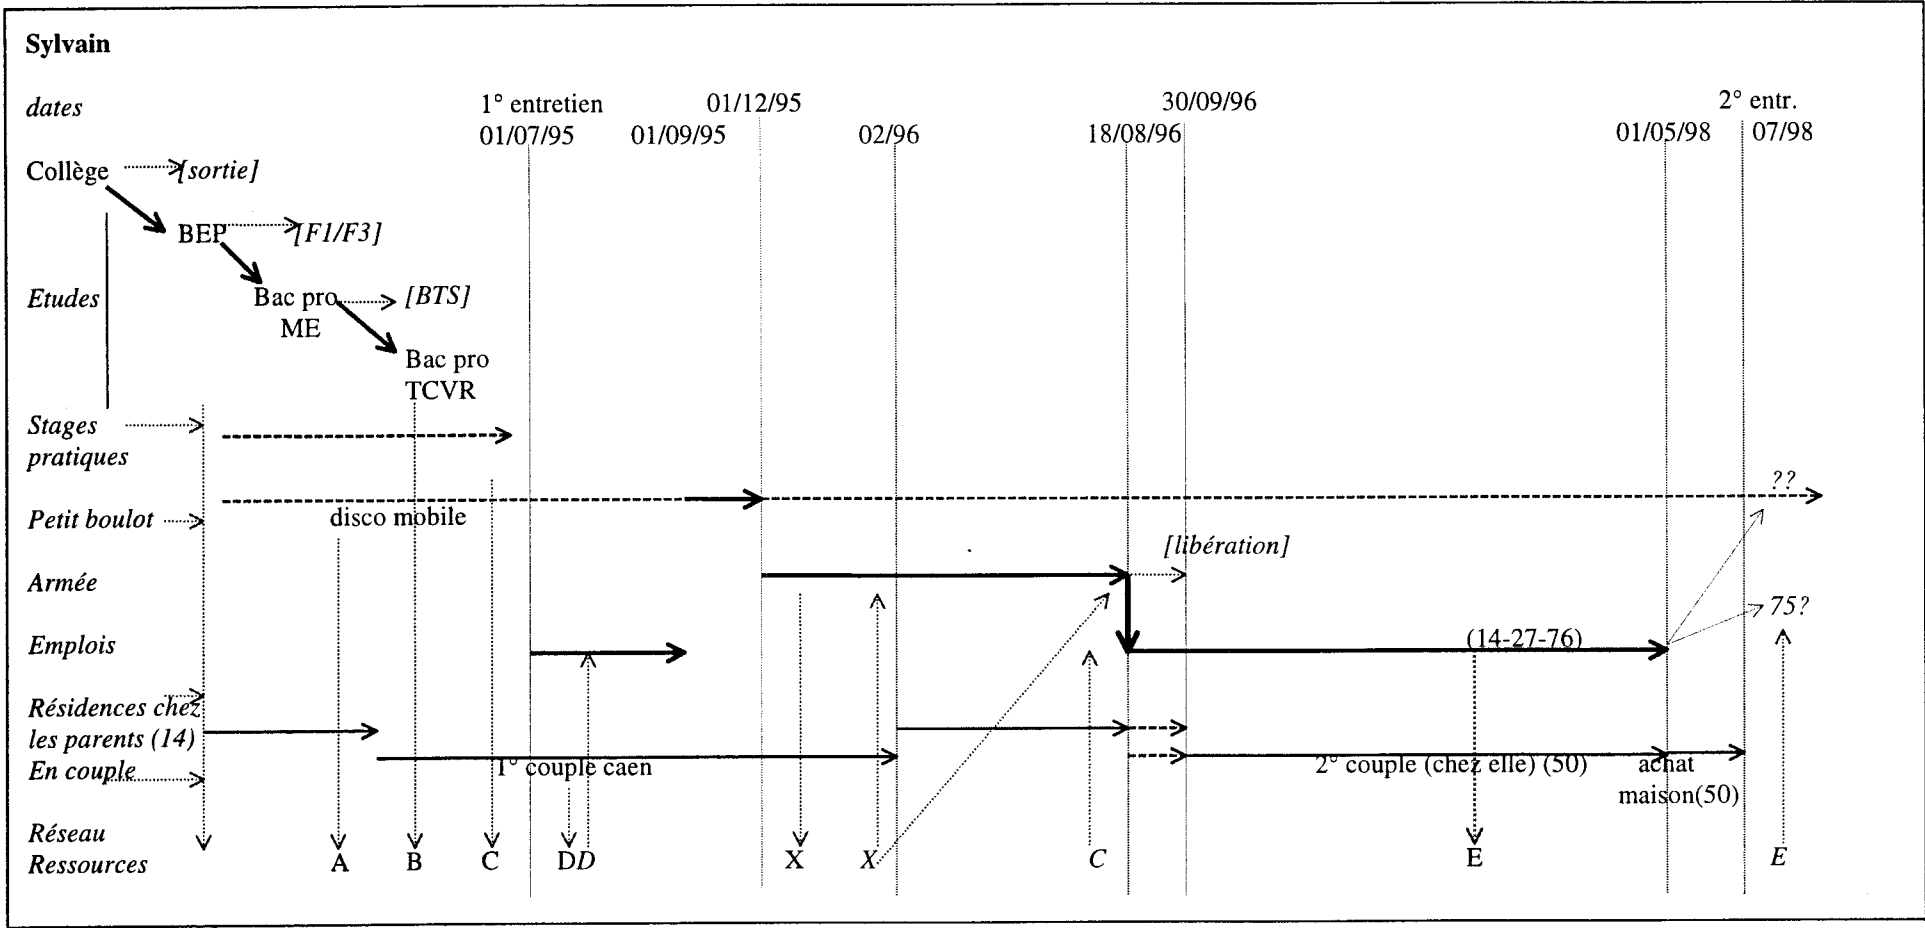 Sylvain
dates
1° entretien
01/12/95
30/09/96
2° entr.
01/07/95
01/09/95
02/96
18/08/96
01/05/98
07/98
Collège
[sortie]
BEP
[F1/F3]
Etudes
Bac pro
ME
[BTS]
Bac pro
TCVR
Stages
pratiques
??
Petit boulot
disco mobile
[libération]
Armée
75?
Emplois
(14-27-76)
Résidences chez
les parents (14)
En couple
1° couple caen
2° couple (chez elle) (50)
achat
maison(50)
Réseau
Ressources
A
B
C
DD
X
X
C
E
E